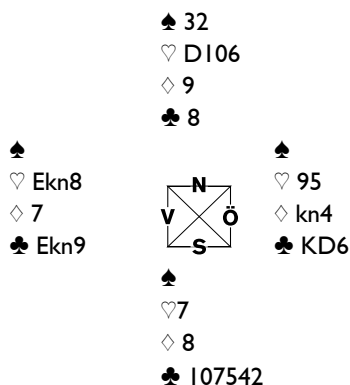 ♠ 32
♡ D106
♢ 9
♣ 8
♠
♡ Ekn8
♢ 7
♣ Ekn9
N
V Ö
S
♠
♡ 95
♢ kn4
♣ KD6
♠
♡7
♢ 8
♣ 107542